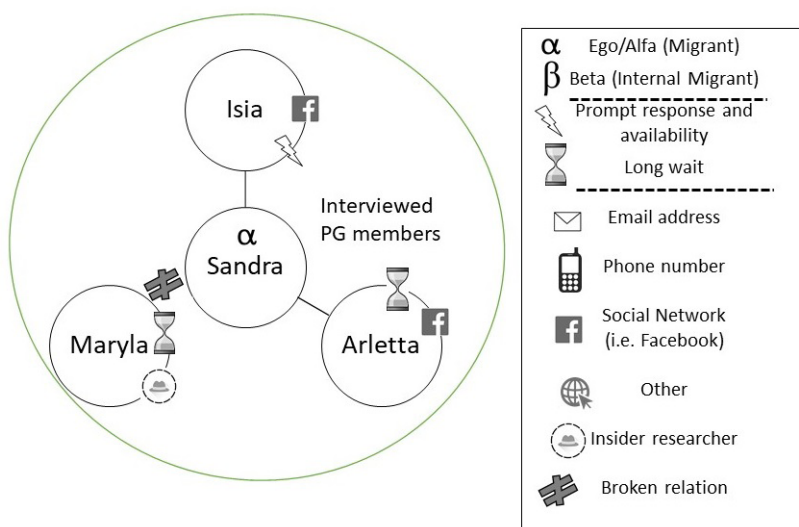 Isia
Interviewed
PG members
α
Sandra
Maryla
Arletta
α Ego/Alfa (Migrant)
β Beta (Internal Migrant)
Prompt response and
availability
Long wait
Email address
Phone number
Social Network
(i.e. Facebook)
Other
Insider researcher
Broken relation